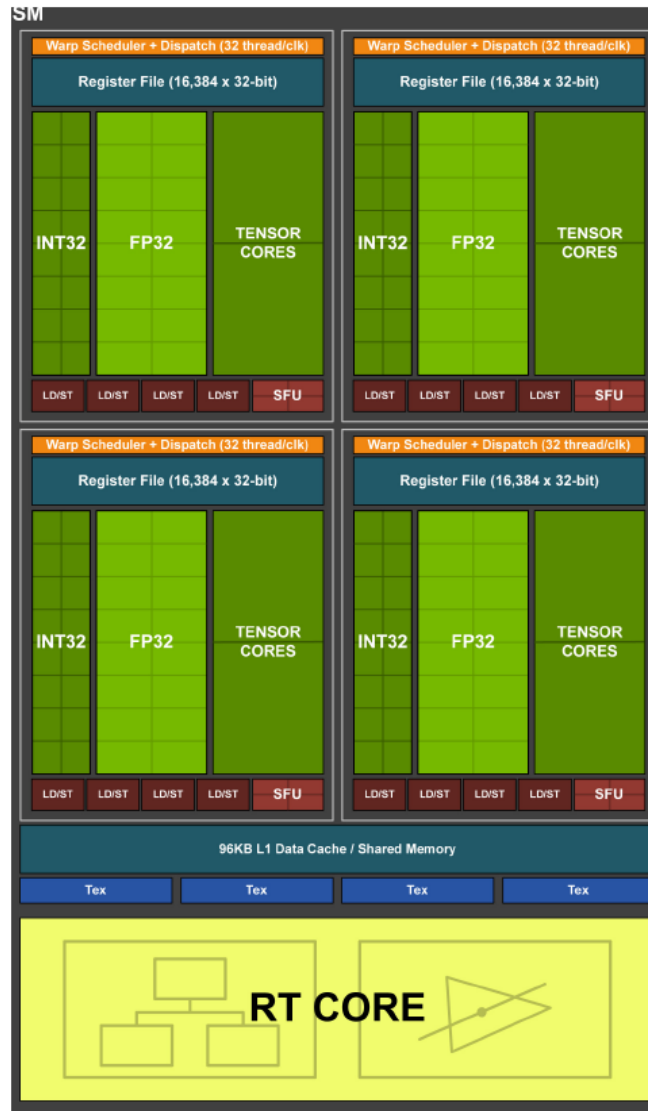 SM
Warp Scheduler + Dispatch (32 thread/clk)
Register File (16,384 x 32-bit)
INT32
FP32
TENSOR
CORES
LD/ST
LD/ST
LD/ST
LD/ST
SFU
Warp Scheduler + Dispatch (32 thread/clk)
Register File (16,384 x 32-bit)
INT32
FP32
TENSOR
CORES
LD/ST
LD/ST
LD/ST
LD/ST
SFU
Warp Scheduler + Dispatch (32 thread/clk)
Register File (16,384 x 32-bit)
INT32
FP32
TENSOR
CORES
LD/ST
LD/ST
LD/ST
LD/ST
SFU
Warp Scheduler + Dispatch (32 thread/clk)
Register File (16,384 x 32-bit)
INT32
FP32
TENSOR
CORES
LD/ST
LD/ST
LD/ST
LD/ST
SFU
96KB L1 Data Cache / Shared Memory
Tex
Tex
Tex
Tex
RT CORE